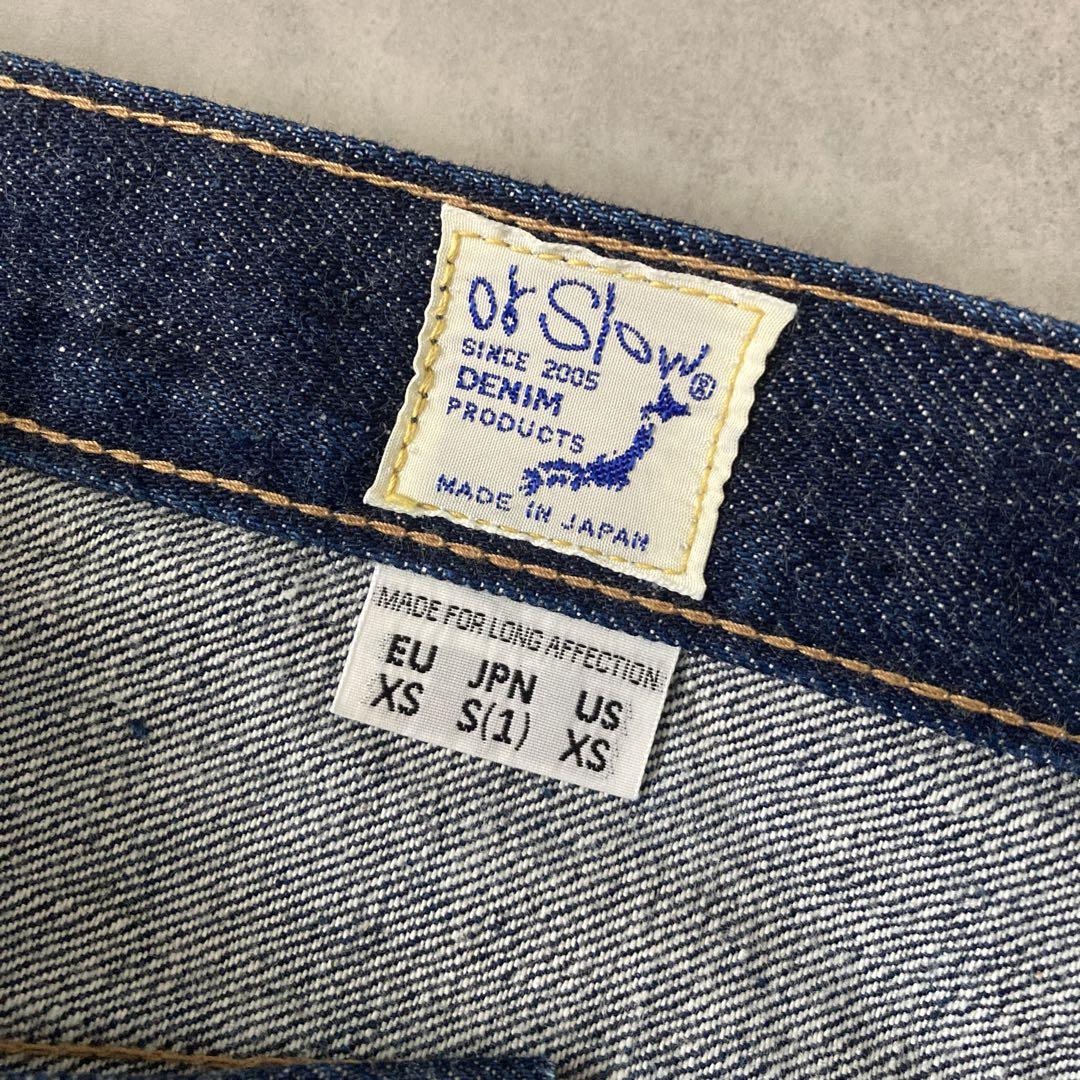 orSlow®
SINCE 2005
DENIM
PRODUCTS
MADE IN JAPAN
MADE FOR LONG AFFECTION
EU JPN US
XS S(1) XS